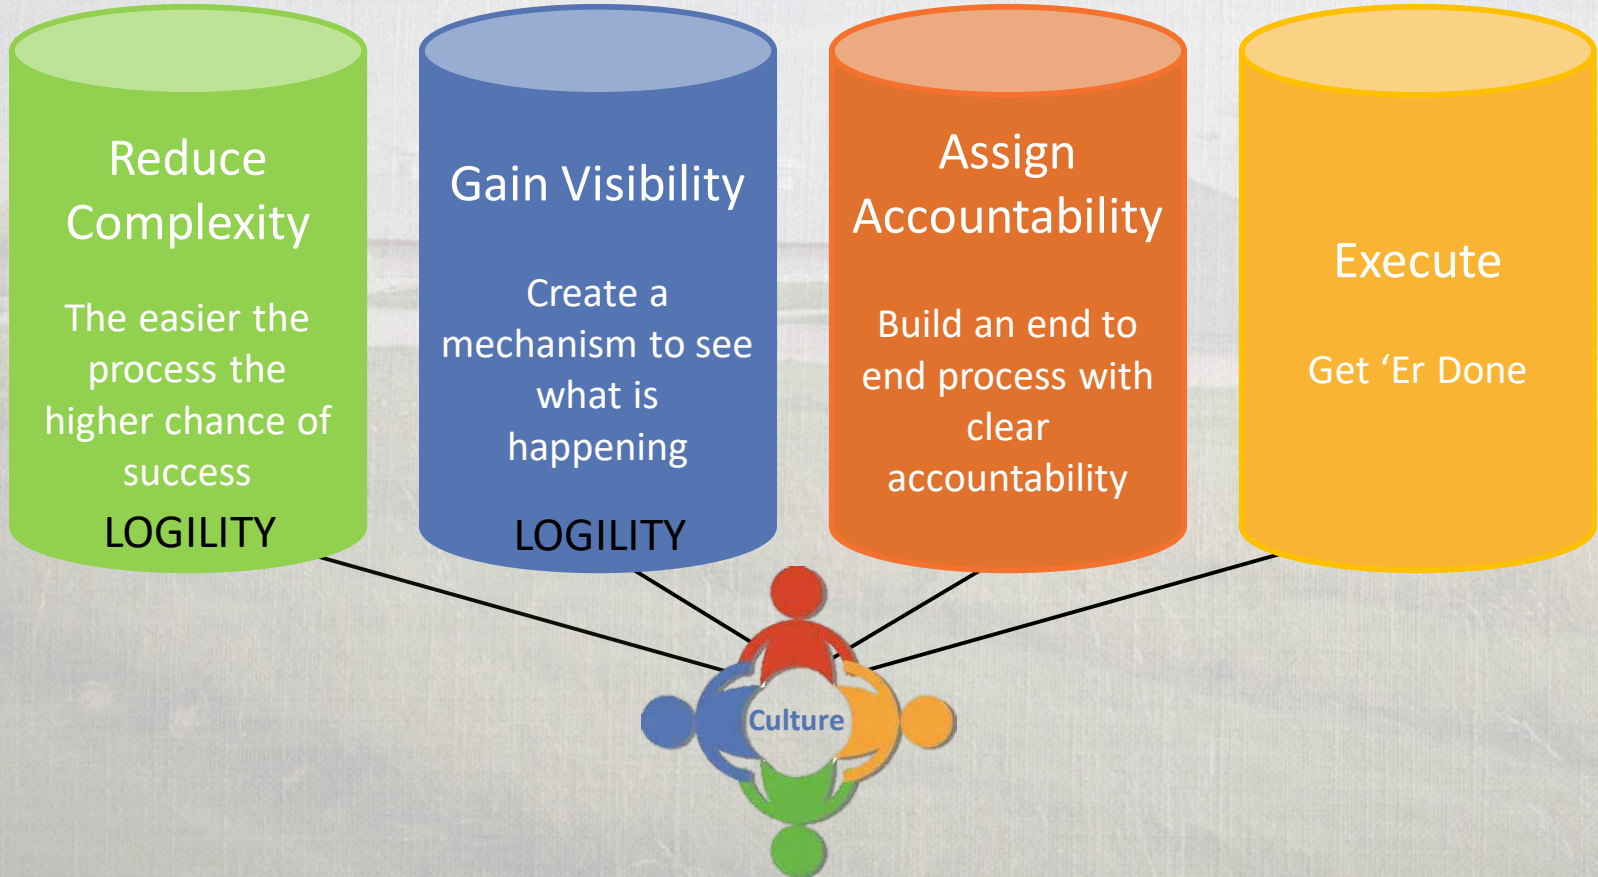 Reduce
Complexity
The easier the
process the
higher chance of
success
LOGILITY
Gain Visibility
Create a
mechanism to see
what is
happening
LOGILITY
Assign
Accountability
Build an end to
end process with
clear
accountability
Execute
Get ‘Er Done
Culture